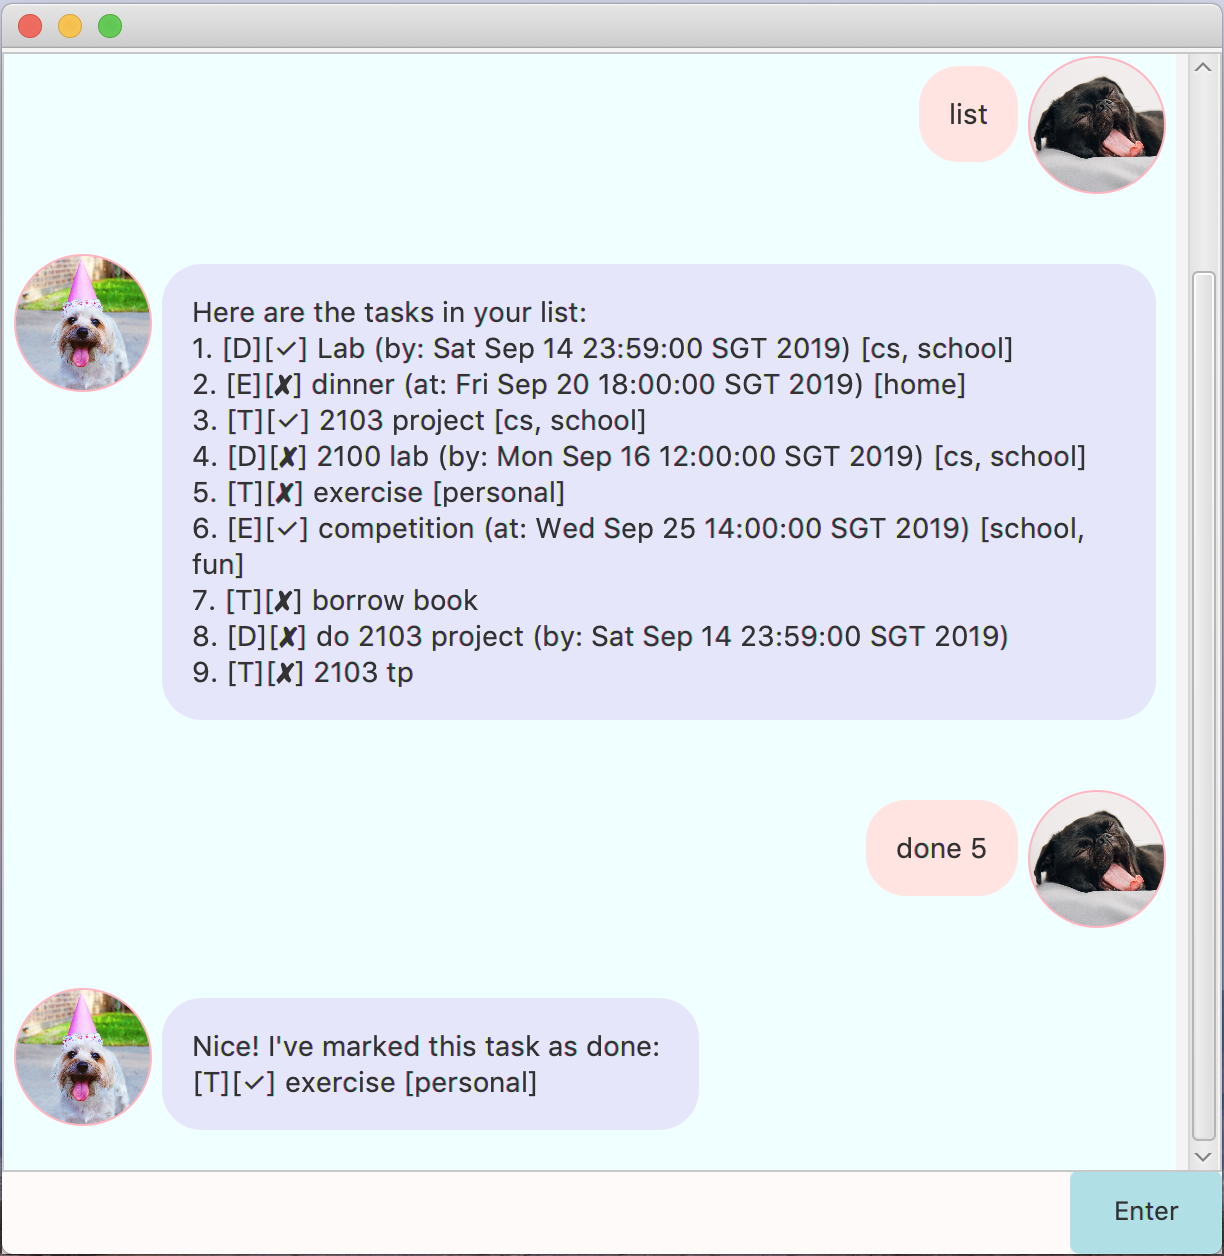 list
Here are the tasks in your list:
1. [D][✓] Lab (by: Sat Sep 14 23:59:00 SGT 2019) [cs, school]
2. [E][✘] dinner (at: Fri Sep 20 18:00:00 SGT 2019) [home]
3. [T][✓] 2103 project [cs, school]
4. [D][✘] 2100 lab (by: Mon Sep 16 12:00:00 SGT 2019) [cs, school]
5. [T][✘] exercise [personal]
6. [E][✓] competition (at: Wed Sep 25 14:00:00 SGT 2019) [school,
fun]
7. [T][✘] borrow book
8. [D][✘] do 2103 project (by: Sat Sep 14 23:59:00 SGT 2019)
9. [T][✘] 2103 tp
done 5
Nice! I've marked this task as done:
[T][✓] exercise [personal]
Enter